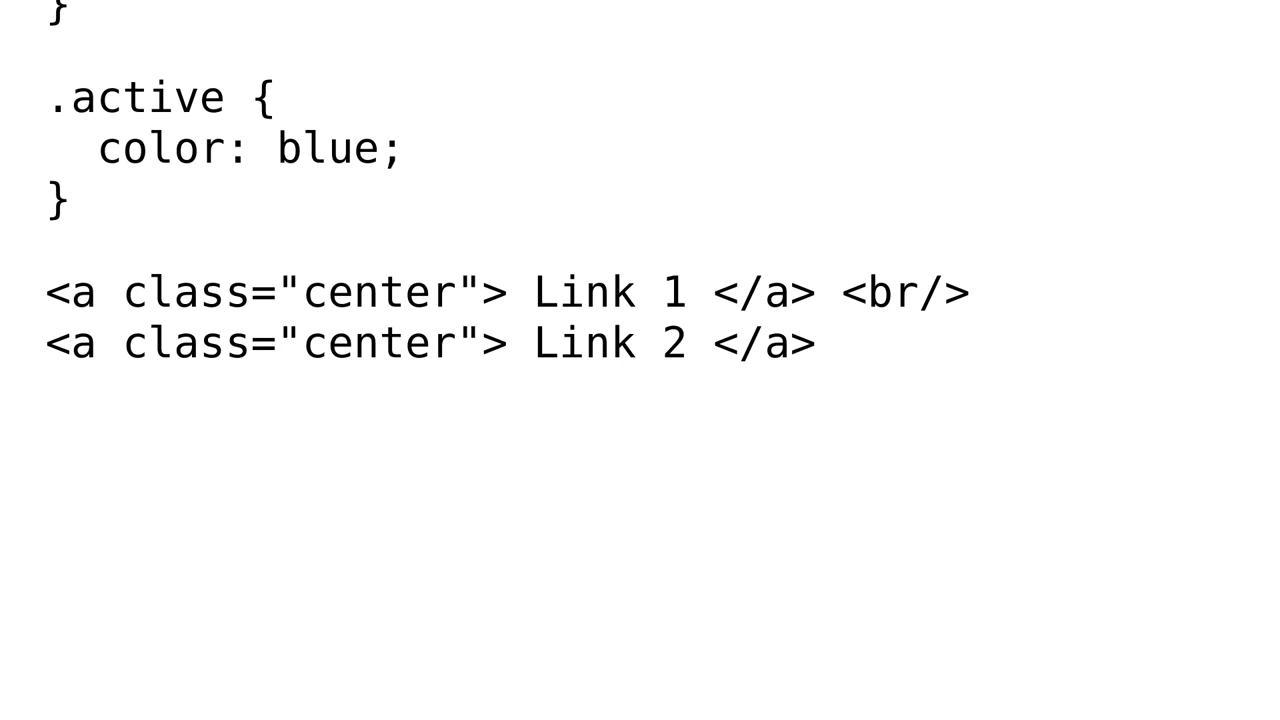 }

.active {
  color: blue;
}

<a class="center"> Link 1 </a> <br/>
<a class="center"> Link 2 </a>